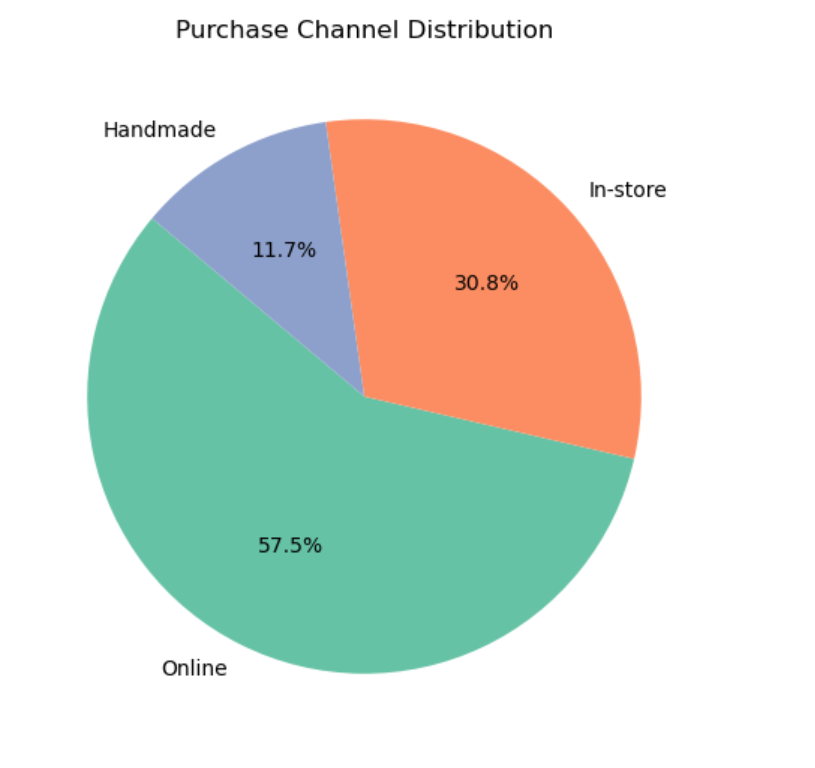 Purchase Channel Distribution
Handmade
In-store
11.7%
30.8%
57.5%
Online